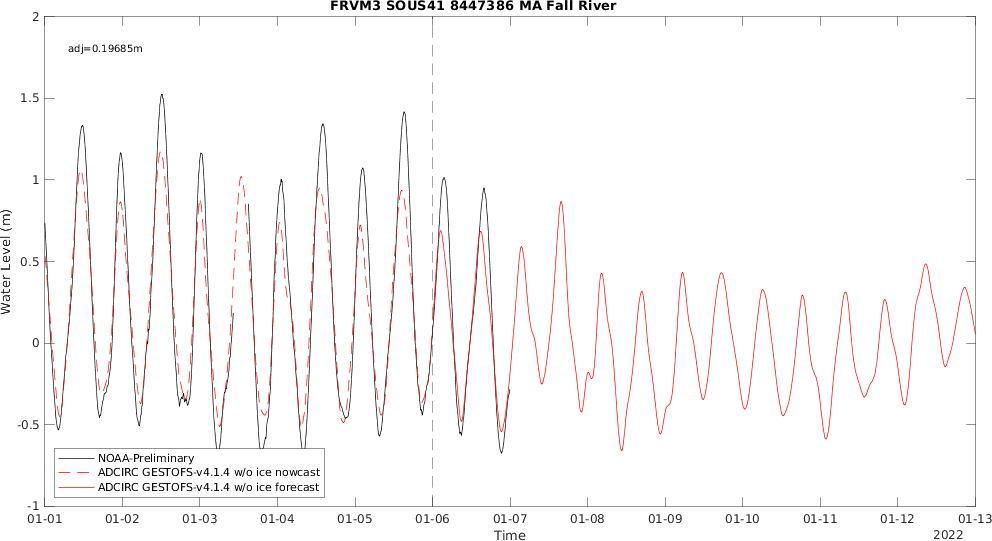 FRVM3 SOUS41 8447386 MA Fall River
adj=0.19685m
Water Level (m)
2
1.5
1
0.5
0
-0.5
-1
NOAA-Preliminary
ADCIRC GESTOFS-v4.1.4 w/o ice nowcast
ADCIRC GESTOFS-v4.1.4 w/o ice forecast
01-01 01-02 01-03 01-04 01-05 01-06 01-07 01-08 01-09 01-10 01-11 01-12 01-13
Time
2022